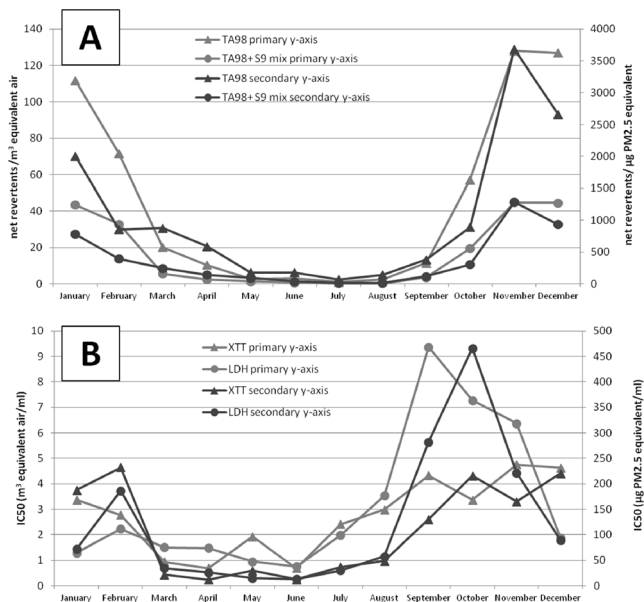 A
TA98 primary y-axis
TA98+ S9 mix primary y-axis
TA98 secondary y-axis
TA98+ S9 mix secondary y-axis
net revertents /m³ equivalent air
140
120
100
80
60
40
20
0
net revertents/ µg PM2.5 equivalent
4000
3500
3000
2500
2000
1500
1000
500
0
January February March April May June July August September October November December
B
XTT primary y-axis
LDH primary y-axis
XTT secondary y-axis
LDH secondary y-axis
IC50 (m³ equivalent air/ml)
10
9
8
7
6
5
4
3
2
1
0
IC50 (µg PM2.5 equivalent/ml)
500
450
400
350
300
250
200
150
100
50
0
January February March April May June July August September October November December